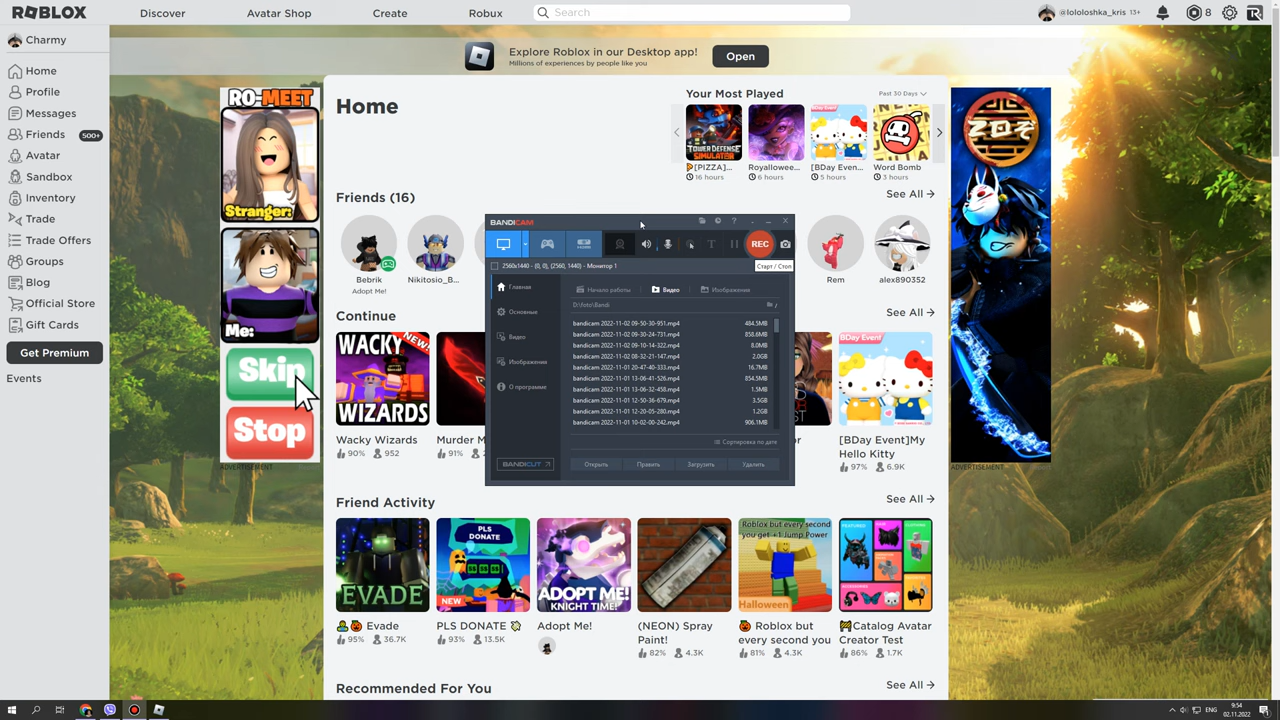 ROBLOX
Discover
Avatar Shop
Create
Robux
Search
@lololoshka_kris 13+
8
Charmy
Home
Profile
Messages
Friends
500+
Avatar
Sandbox
Inventory
Trade
Trade Offers
Groups
Blog
Official Store
Gift Cards
Get Premium
Events
Explore Roblox in our Desktop app!
Millions of experiences by people like you
Open
RO-MEET
Stranger:
Me:
Skip
Stop
ADVERTISEMENT
Home
Your Most Played
Past 30 Days
TOWER DEFENSE
SIMULATOR
BDay Event
[PIZZA]...
Royallowee...
[BDay Even...
Word Bomb
16 hours
6 hours
5 hours
3 hours
See All →
Friends (16)
Bebrik
Adopt Me!
Nikitosio_B...
Rem
alex890352
BANDICAM
REC
2560x1440 - (0, 0), (2560, 1440) - Монитор 1
Старт / Стоп
Главная
Основные
Видео
Изображения
О программе
BANDICUT ↗
Начало работы
Видео
Изображения
D:\foto\Bandi
bandicam 2022-11-02 09-50-30-951.mp4 484.5MB
bandicam 2022-11-02 09-30-24-731.mp4 858.6MB
bandicam 2022-11-02 09-10-14-322.mp4 8.0MB
bandicam 2022-11-02 08-32-21-147.mp4 2.0GB
bandicam 2022-11-01 20-47-40-333.mp4 16.7MB
bandicam 2022-11-01 13-06-41-526.mp4 854.5MB
bandicam 2022-11-01 13-06-32-458.mp4 1.5MB
bandicam 2022-11-01 12-50-36-679.mp4 3.5GB
bandicam 2022-11-01 12-20-05-280.mp4 1.2GB
bandicam 2022-11-01 10-02-00-242.mp4 906.1MB
Сортировка по дате
Открыть
Править
Загрузить
Удалить
Continue
See All →
NEW!
WACKY
WIZARDS
BDay Event
Wacky Wizards
90% 952
Murder M
91%
[BDay Event]My
Hello Kitty
97% 6.9K
ADVERTISEMENT
Friend Activity
See All →
EVADE
PLS
DONATE
NEW
ADOPT ME!
KNIGHT TIME!
Roblox but every second
you get +1 Jump Power
Halloween
FEATURED
Evade
95% 36.7K
PLS DONATE
93% 13.5K
Adopt Me!
(NEON) Spray
Paint!
82% 4.3K
Roblox but
every second you
81% 4.3K
Catalog Avatar
Creator Test
86% 1.7K
Recommended For You
See All →
ENG
9:54
02.11.2022